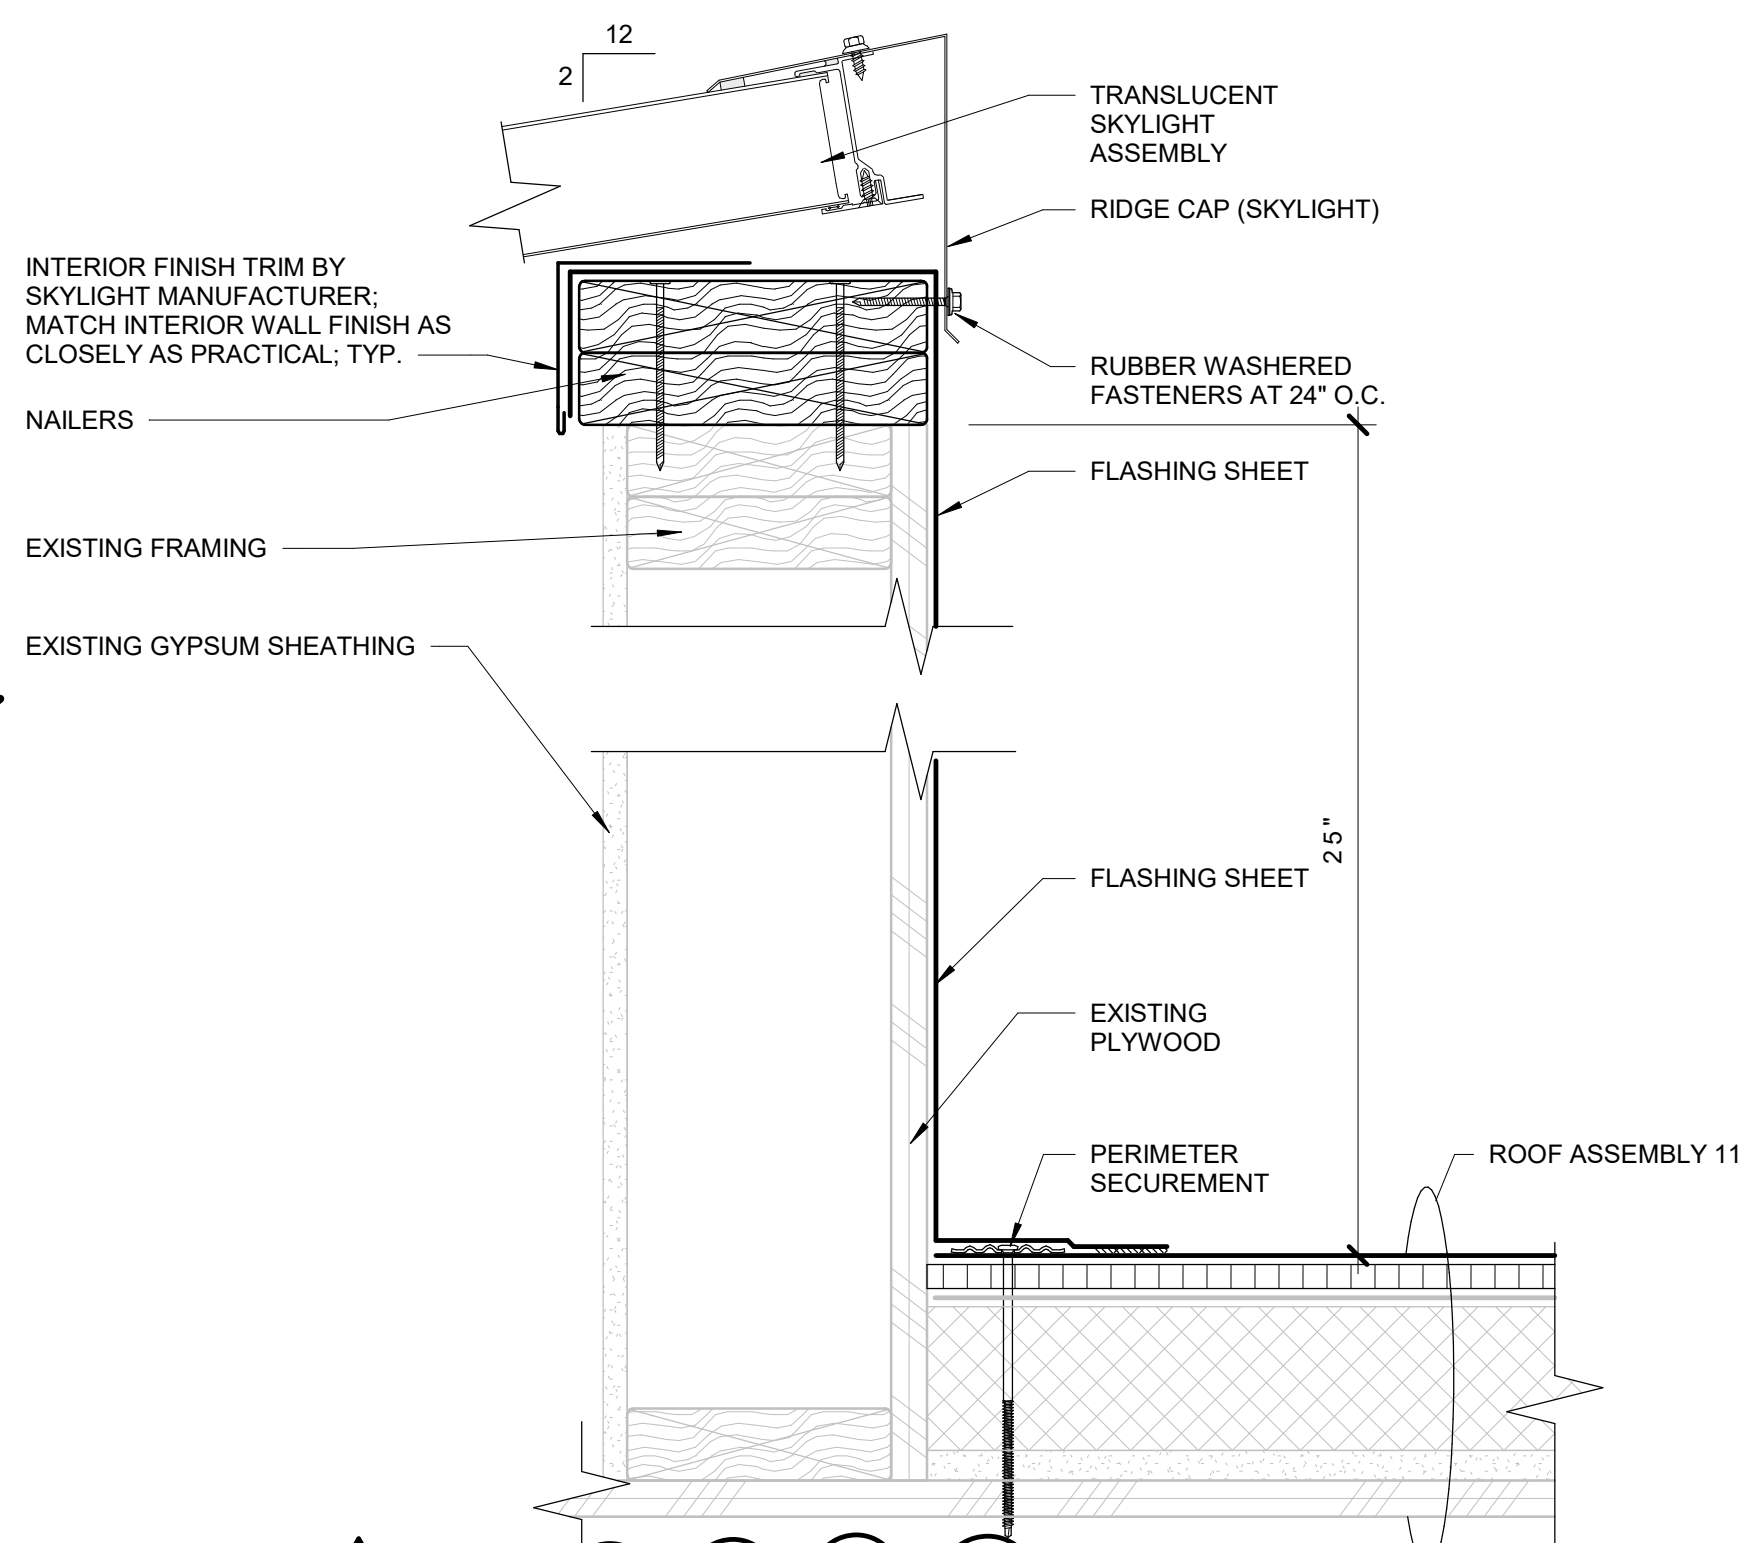 12
2
TRANSLUCENT
SKYLIGHT
ASSEMBLY
RIDGE CAP (SKYLIGHT)
INTERIOR FINISH TRIM BY
SKYLIGHT MANUFACTURER;
MATCH INTERIOR WALL FINISH AS
CLOSELY AS PRACTICAL; TYP.
RUBBER WASHERED
FASTENERS AT 24" O.C.
NAILERS
FLASHING SHEET
EXISTING FRAMING
EXISTING GYPSUM SHEATHING
25"
FLASHING SHEET
EXISTING
PLYWOOD
PERIMETER
SECUREMENT
ROOF ASSEMBLY 11